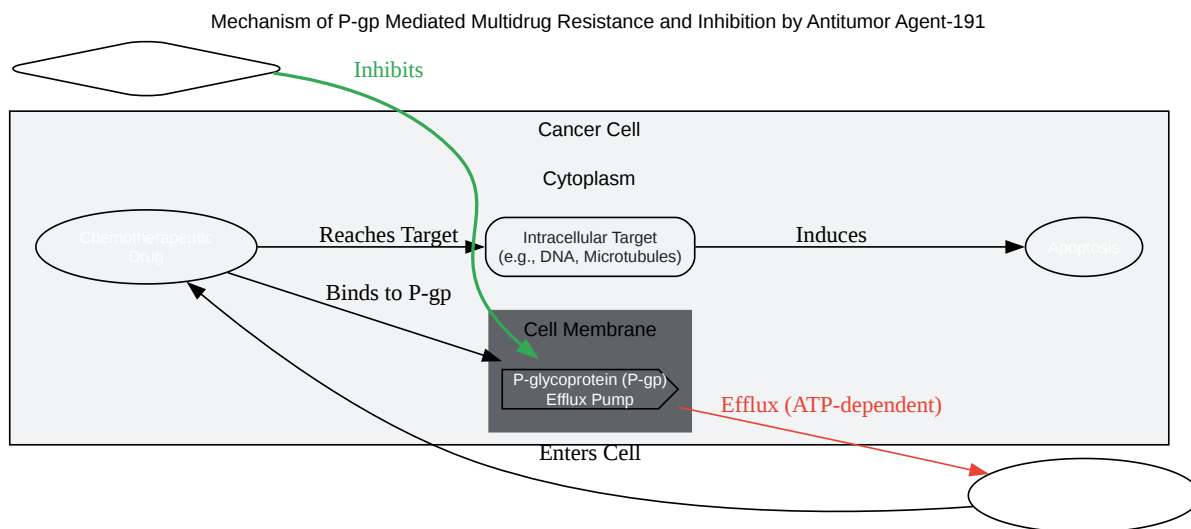 Mechanism of P-gp Mediated Multidrug Resistance and Inhibition by Antitumor Agent-191
Inhibits
Cancer Cell
Cytoplasm
Chemotherapeutic
Drug
Reaches Target
Intracellular Target
(e.g., DNA, Microtubules)
Induces
Apoptosis
Binds to P-gp
Cell Membrane
P-glycoprotein (P-gp)
Efflux Pump
Efflux (ATP-dependent)
Enters Cell